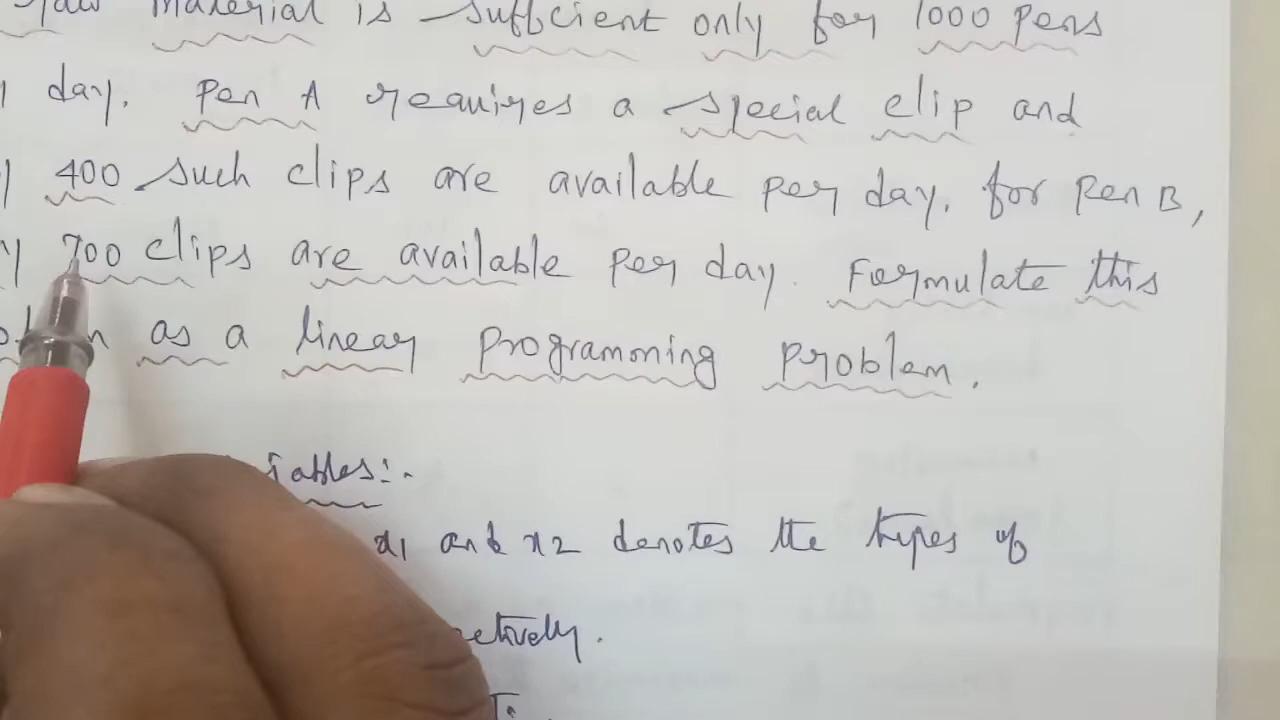 raw material is sufficient only for 1000 pens
day. Pen A requires a special clip and
400 such clips are available per day. for Pen B,
700 clips are available per day. Formulate this
as a linear programming problem.
x1 and x2 denotes the types of